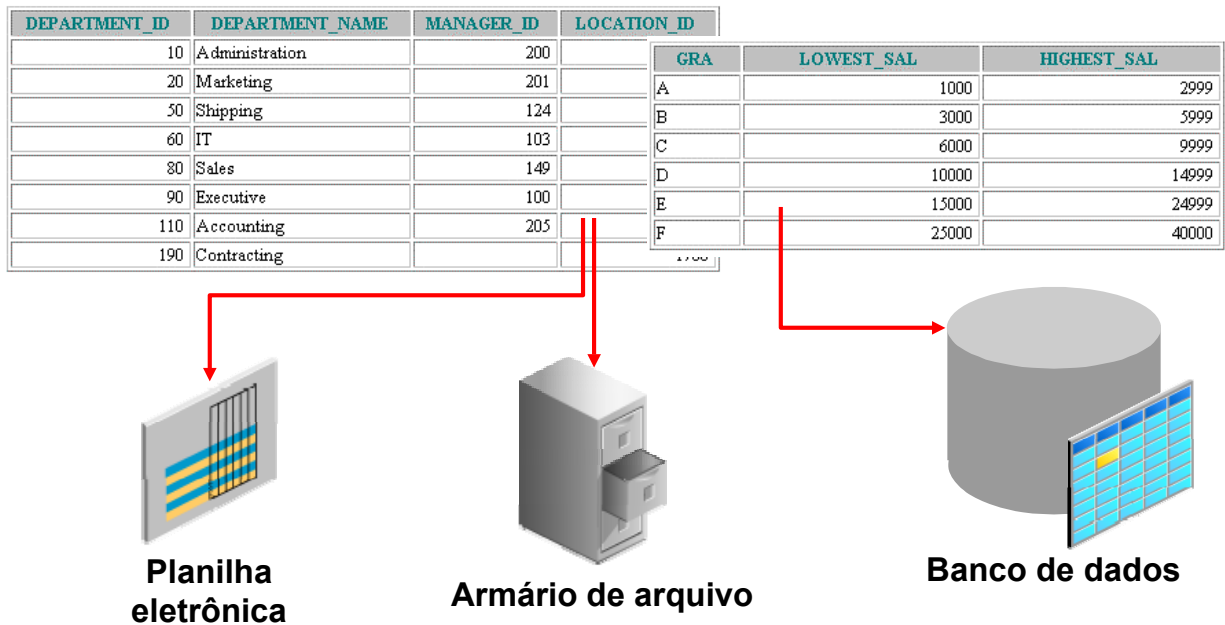 DEPARTMENT_ID DEPARTMENT_NAME MANAGER_ID LOCATION_ID
10 Administration 200
20 Marketing 201
50 Shipping 124
60 IT 103
80 Sales 149
90 Executive 100
110 Accounting 205
190 Contracting
GRA LOWEST_SAL HIGHEST_SAL
A 1000 2999
B 3000 5999
C 6000 9999
D 10000 14999
E 15000 24999
F 25000 40000
Planilha
eletrônica
Armário de arquivo
Banco de dados